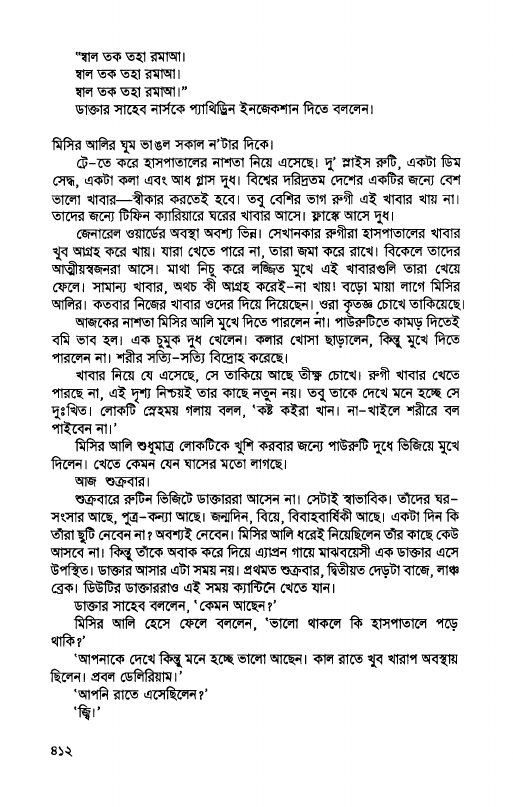 “ম্বাল তক তহা রমাআ।
ম্বাল তক তহা রমাআ।
ম্বাল তক তহা রমাআ।”
ডাক্তার সাহেব নার্সকে প্যাথিড্রিন ইনজেকশান দিতে বললেন।
মিসির আলির ঘুম ভাঙল সকাল ন'টার দিকে।
ট্রে-তে করে হাসপাতালের নাশতা নিয়ে এসেছে। দু' স্লাইস রুটি, একটা ডিম
সেদ্ধ, একটা কলা এবং আধ গ্লাস দুধ। বিশ্বের দরিদ্রতম দেশের একটির জন্যে বেশ
ভালো খাবার—স্বীকার করতেই হবে। তবু বেশির ভাগ রুগী এই খাবার খায় না।
তাদের জন্যে টিফিন ক্যারিয়ারে ঘরের খাবার আসে। ফ্লাস্কে আসে দুধ।
জেনারেল ওয়ার্ডের অবস্থা অবশ্য ভিন্ন। সেখানকার রুগীরা হাসপাতালের খাবার
খুব আগ্রহ করে খায়। যারা খেতে পারে না, তারা জমা করে রাখে। বিকেলে তাদের
আত্মীয়স্বজনরা আসে। মাথা নিচু করে লজ্জিত মুখে এই খাবারগুলি তারা খেয়ে
ফেলে। সামান্য খাবার, অথচ কী আগ্রহ করেই-না খায়। বড়ো মায়া লাগে মিসির
আলির। কতবার নিজের খাবার ওদের দিয়ে দিয়েছেন। ওরা কৃতজ্ঞ চোখে তাকিয়েছে।
আজকের নাশতা মিসির আলি মুখে দিতে পারলেন না। পাউরুটিতে কামড় দিতেই
বমি ভাব হল। এক চুমুক দুধ খেলেন। কলার খোসা ছাড়ালেন, কিন্তু মুখে দিতে
পারলেন না। শরীর সত্যি-সত্যি বিদ্রোহ করেছে।
খাবার নিয়ে যে এসেছে, সে তাকিয়ে আছে তীক্ষ্ণ চোখে। রুগী খাবার খেতে
পারছে না, এই দৃশ্য নিশ্চয়ই তার কাছে নতুন নয়। তবু তাকে দেখে মনে হচ্ছে সে
দুঃখিত। লোকটি স্নেহময় গলায় বলল, ‘কষ্ট কইরা খান। না-খাইলে শরীরে বল
পাইবেন না।’
মিসির আলি শুধুমাত্র লোকটিকে খুশি করবার জন্যে পাউরুটি দুধে ভিজিয়ে মুখে
দিলেন। খেতে কেমন যেন ঘাসের মতো লাগছে।
আজ শুক্রবার।
শুক্রবারে রুটিন ভিজিটে ডাক্তাররা আসেন না। সেটাই স্বাভাবিক। তাঁদের ঘর-
সংসার আছে, পুত্র-কন্যা আছে। জন্মদিন, বিয়ে, বিবাহবার্ষিকী আছে। একটা দিন কি
তাঁরা ছুটি নেবেন না? অবশ্যই নেবেন। মিসির আলি ধরেই নিয়েছিলেন তাঁর কাছে কেউ
আসবে না। কিন্তু তাঁকে অবাক করে দিয়ে এ্যাপ্রন গায়ে মাঝবয়েসী এক ডাক্তার এসে
উপস্থিত। ডাক্তার আসার এটা সময় নয়। প্রথমত শুক্রবার, দ্বিতীয়ত দেড়টা বাজে, লাঞ্চ
ব্রেক। ডিউটির ডাক্তাররাও এই সময় ক্যান্টিনে খেতে যান।
ডাক্তার সাহেব বললেন, ‘কেমন আছেন?’
মিসির আলি হেসে ফেলে বললেন, ‘ভালো থাকলে কি হাসপাতালে পড়ে
থাকি?’
‘আপনাকে দেখে কিন্তু মনে হচ্ছে ভালো আছেন। কাল রাতে খুব খারাপ অবস্থায়
ছিলেন। প্রবল ডেলিরিয়াম।’
‘আপনি রাতে এসেছিলেন?’
‘জ্বি।’
৪১২